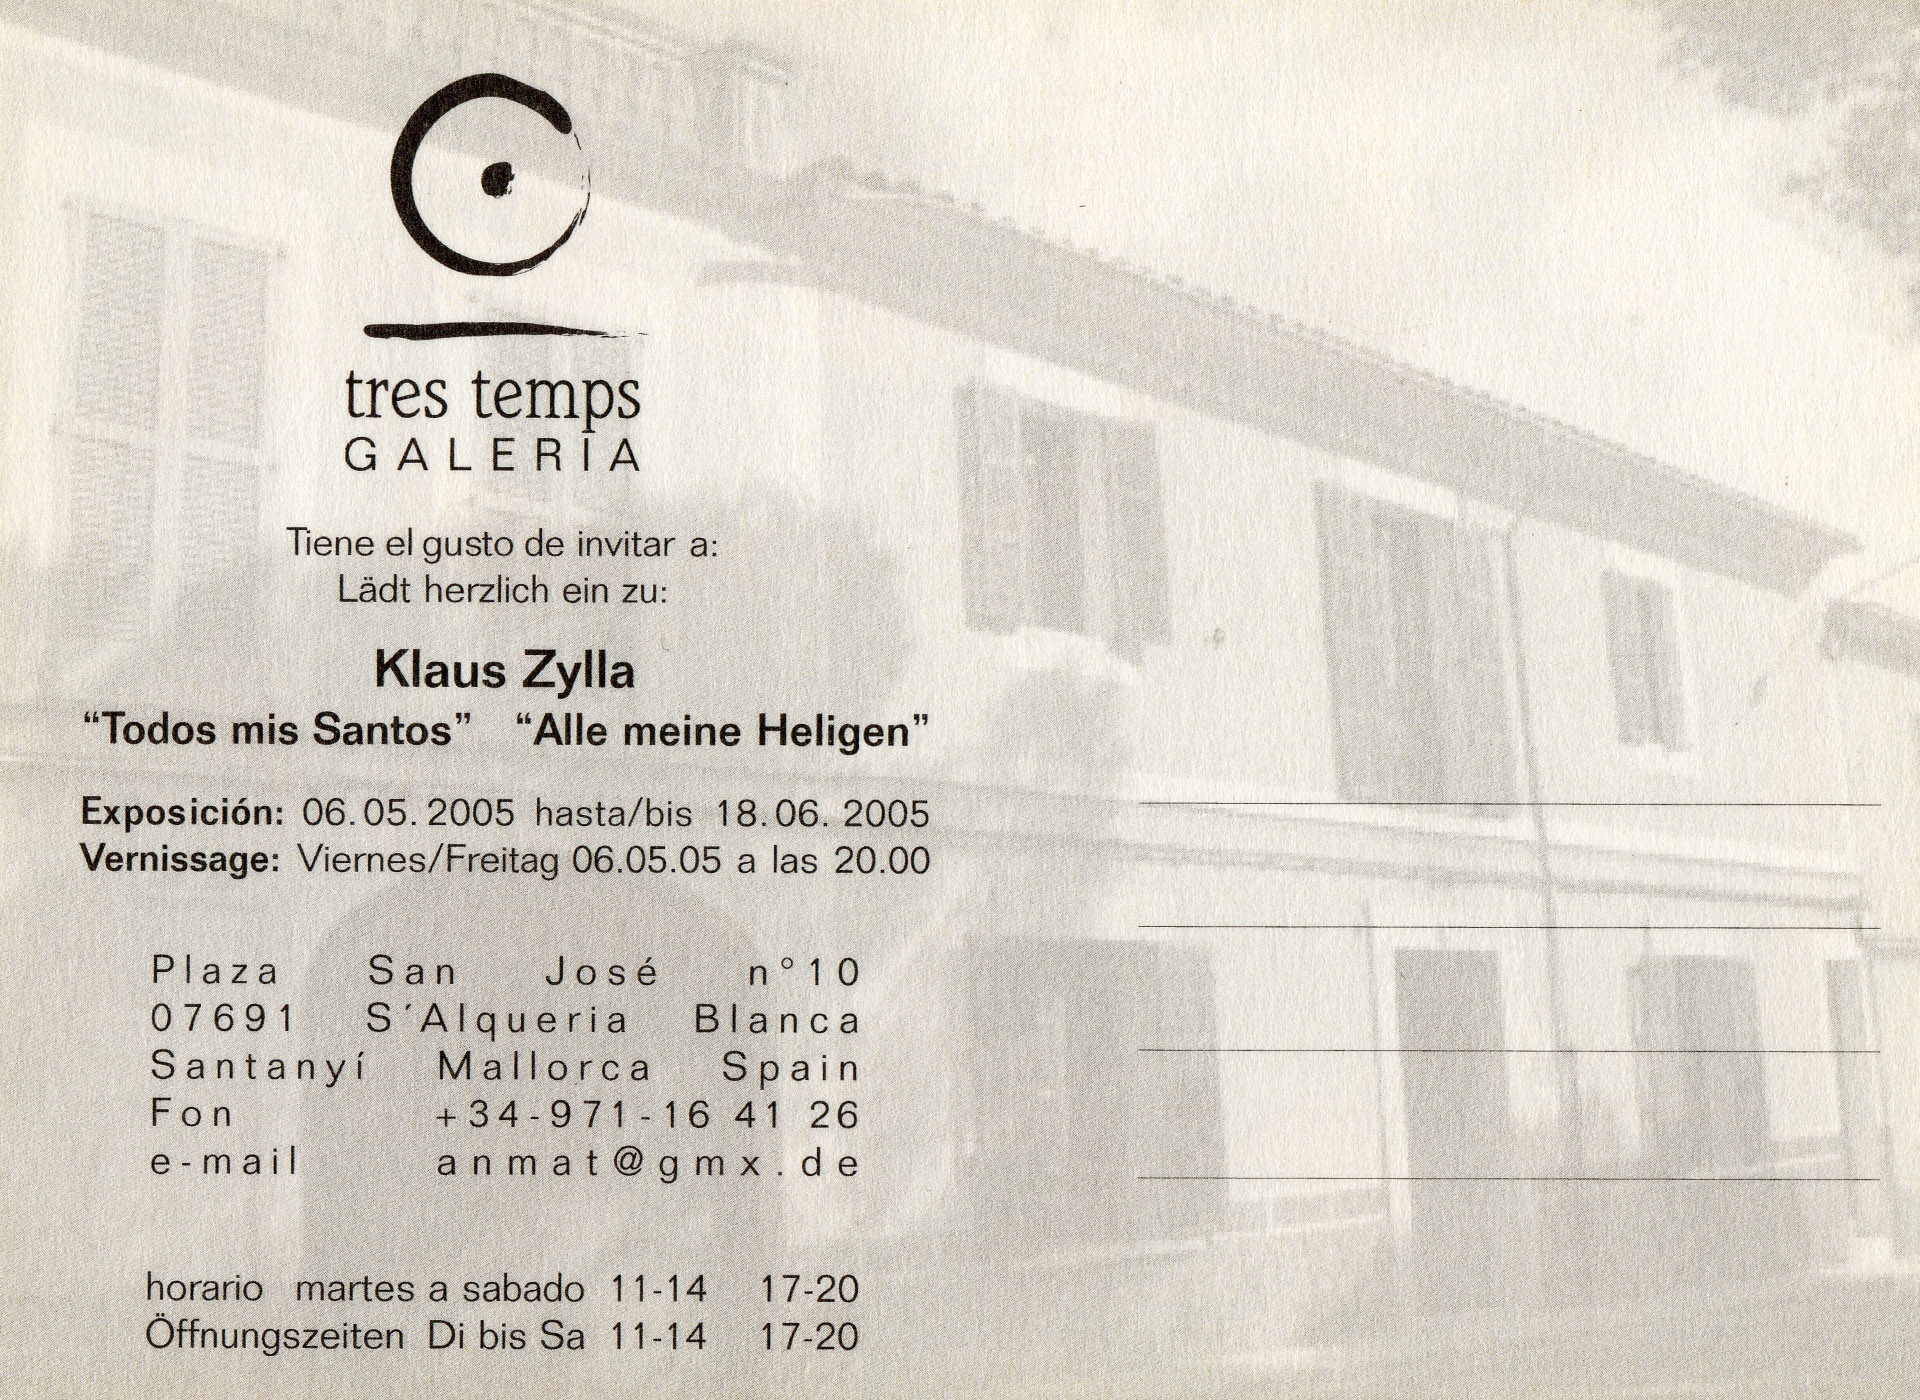 tres temps
GALERIA
Tiene el gusto de invitar a:
Lädt herzlich ein zu:
Klaus Zylla
“Todos mis Santos” “Alle meine Heligen”
Exposición: 06.05.2005 hasta/bis 18.06.2005
Vernissage: Viernes/Freitag 06.05.05 a las 20.00
Plaza San José n°10
07691 S´Alqueria Blanca
Santanyí Mallorca Spain
Fon +34-971-16 41 26
e-mail anmat@gmx.de
horario martes a sabado 11-14 17-20
Öffnungszeiten Di bis Sa 11-14 17-20